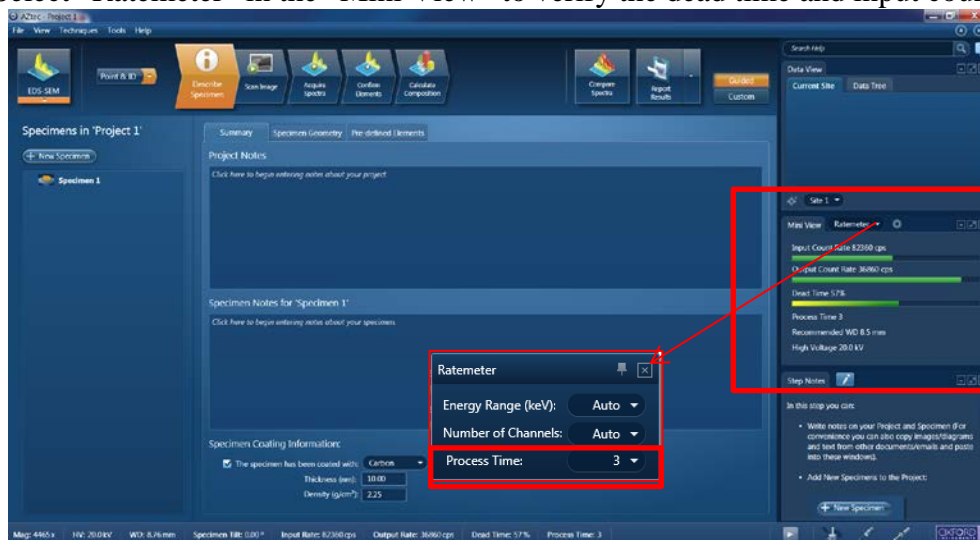 select "Ratemeter" in the "Mini View" to verify the dead time and input cou
AZtec - Project 1
File View Techniques Tools Help
EDS-SEM
Point & ID
Describe Specimen
Scan Image
Acquire Spectra
Confirm Elements
Calculate Composition
Compare Spectra
Report Results
Guided
Custom
Search Help
Data View
Current Site Data Tree
Site 1
Specimens in 'Project 1'
+ New Specimen
Specimen 1
Summary Specimen Geometry Pre-defined Elements
Project Notes
Click here to begin entering notes about your project.
Specimen Notes for 'Specimen 1'
Click here to begin entering notes about your specimen.
Specimen Coating Information:
The specimen has been coated with: Carbon
Thickness (nm): 10.00
Density (g/cm³): 2.25
Ratemeter
Energy Range (keV): Auto
Number of Channels: Auto
Process Time: 3
Mini View Ratemeter
Input Count Rate 82360 cps
Output Count Rate 36860 cps
Dead Time 57%
Process Time 3
Recommended WD 8.5 mm
High Voltage 20.0 kV
Step Notes
In this step you can:
• Write notes on your Project and Specimen (For
convenience you can also copy images/diagrams
and text from other documents/emails and paste
into these windows).
• Add New Specimens to the Project:
+ New Specimen
Mag: 4465 x HV: 20.0 kV WD: 8.76 mm Specimen Tilt: 0.00 ° Input Rate: 82360 cps Output Rate: 36860 cps Dead Time: 57% Process Time: 3
OXFORD